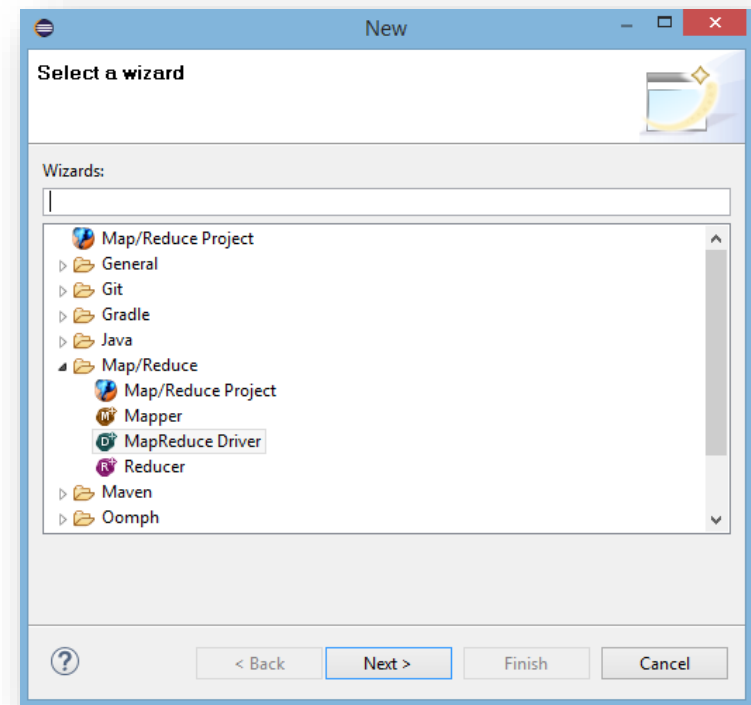 New
Select a wizard
Wizards:
Map/Reduce Project
General
Git
Gradle
Java
Map/Reduce
Map/Reduce Project
Mapper
MapReduce Driver
Reducer
Maven
Oomph
? < Back Next > Finish Cancel